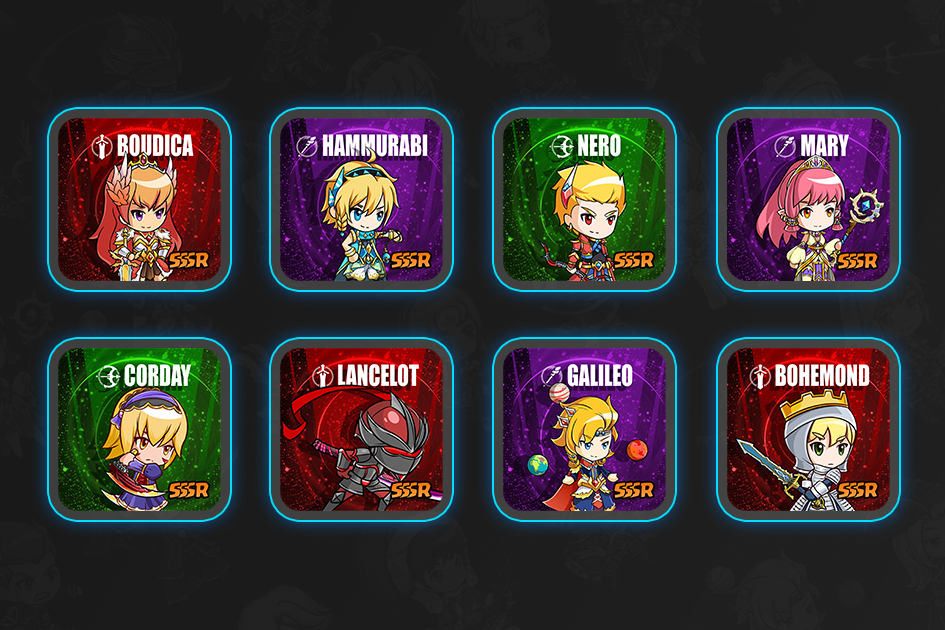 BOUDICA
SSSR
HAMMURABI
SSSR
NERO
SSSR
MARY
SSSR
CORDAY
SSSR
LANCELOT
SSSR
GALILEO
SSSR
BOHEMOND
SSSR